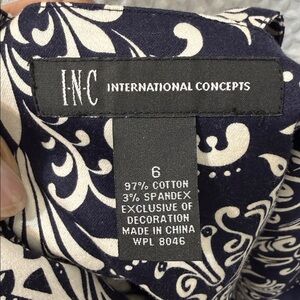 I·N·C INTERNATIONAL CONCEPTS
6
97% COTTON
3% SPANDEX
EXCLUSIVE OF
DECORATION
MADE IN CHINA
WPL 8046